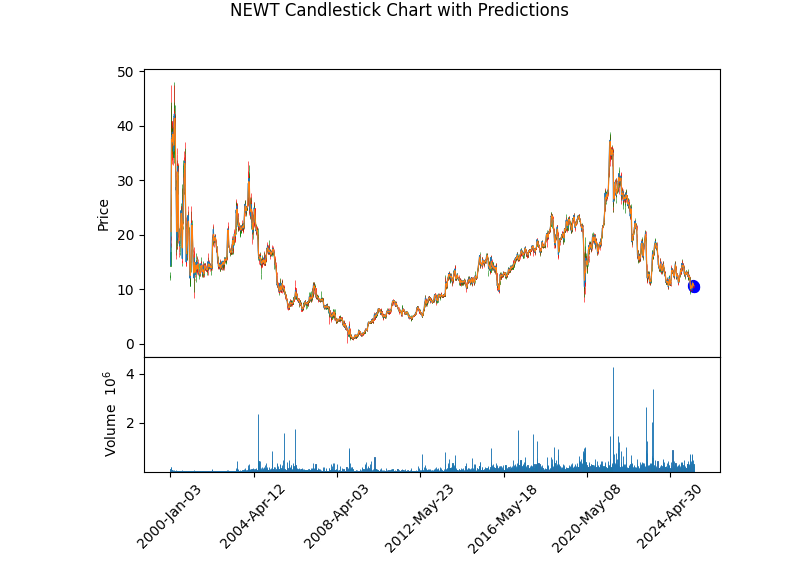 NEWT Candlestick Chart with Predictions
50
40
30
20
10
0
Price
4
2
Volume 10^6
2000-Jan-03
2004-Apr-12
2008-Apr-03
2012-May-23
2016-May-18
2020-May-08
2024-Apr-30